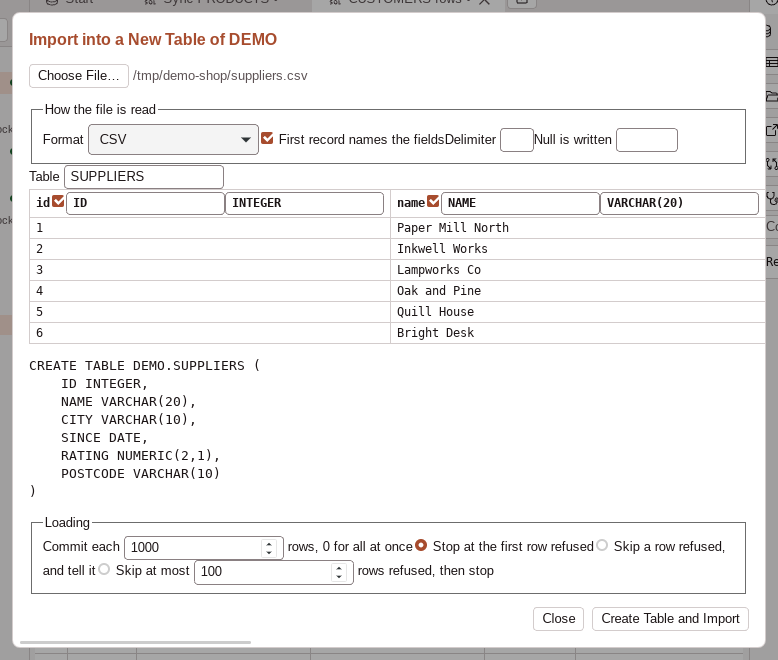 Import into a New Table of DEMO
Choose File… /tmp/demo-shop/suppliers.csv
How the file is read
Format CSV First record names the fields Delimiter Null is written
Table SUPPLIERS
id ID INTEGER name NAME VARCHAR(20)
1 Paper Mill North
2 Inkwell Works
3 Lampworks Co
4 Oak and Pine
5 Quill House
6 Bright Desk
CREATE TABLE DEMO.SUPPLIERS (
ID INTEGER,
NAME VARCHAR(20),
CITY VARCHAR(10),
SINCE DATE,
RATING NUMERIC(2,1),
POSTCODE VARCHAR(10)
)
Loading
Commit each 1000 rows, 0 for all at once Stop at the first row refused Skip a row refused,
and tell it Skip at most 100 rows refused, then stop
Close Create Table and Import